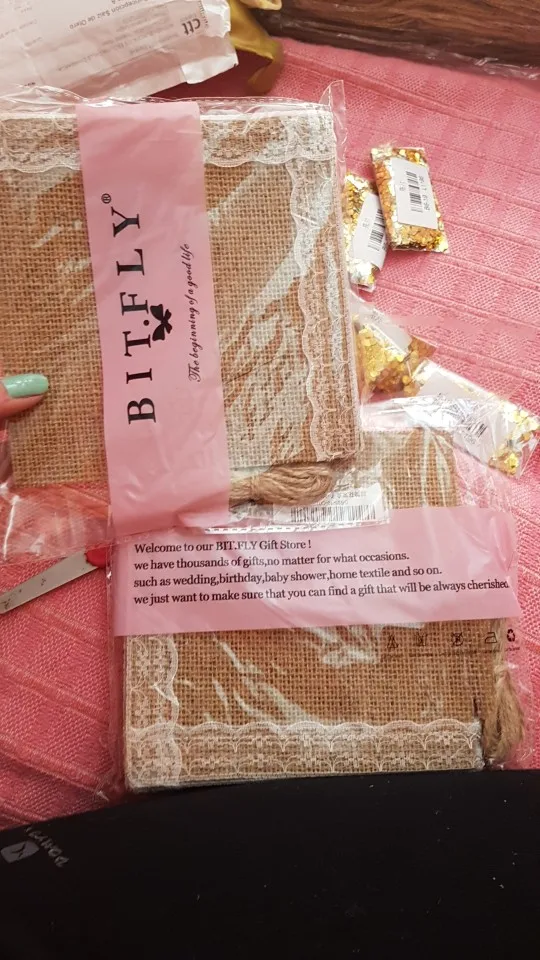 ctt
BIT.FLY®
The beginning of a good life
Welcome to our BIT.FLY Gift Store !
we have thousands of gifts,no matter for what occasions.
such as wedding,birthday,baby shower,home textile and so on.
we just want to make sure that you can find a gift that will be always cherished.